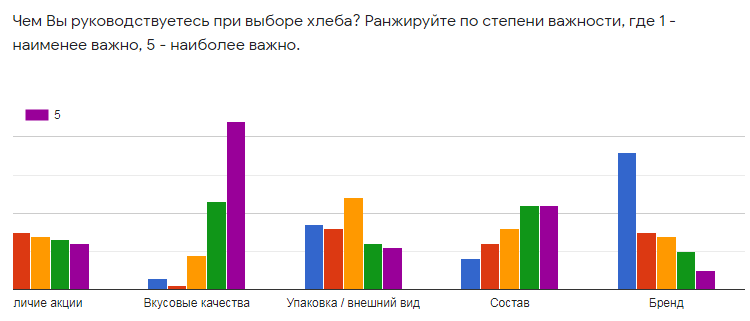 Чем Вы руководствуетесь при выборе хлеба? Ранжируйте по степени важности, где 1 -
наименее важно, 5 - наиболее важно.
5
личие акции
Вкусовые качества
Упаковка / внешний вид
Состав
Бренд